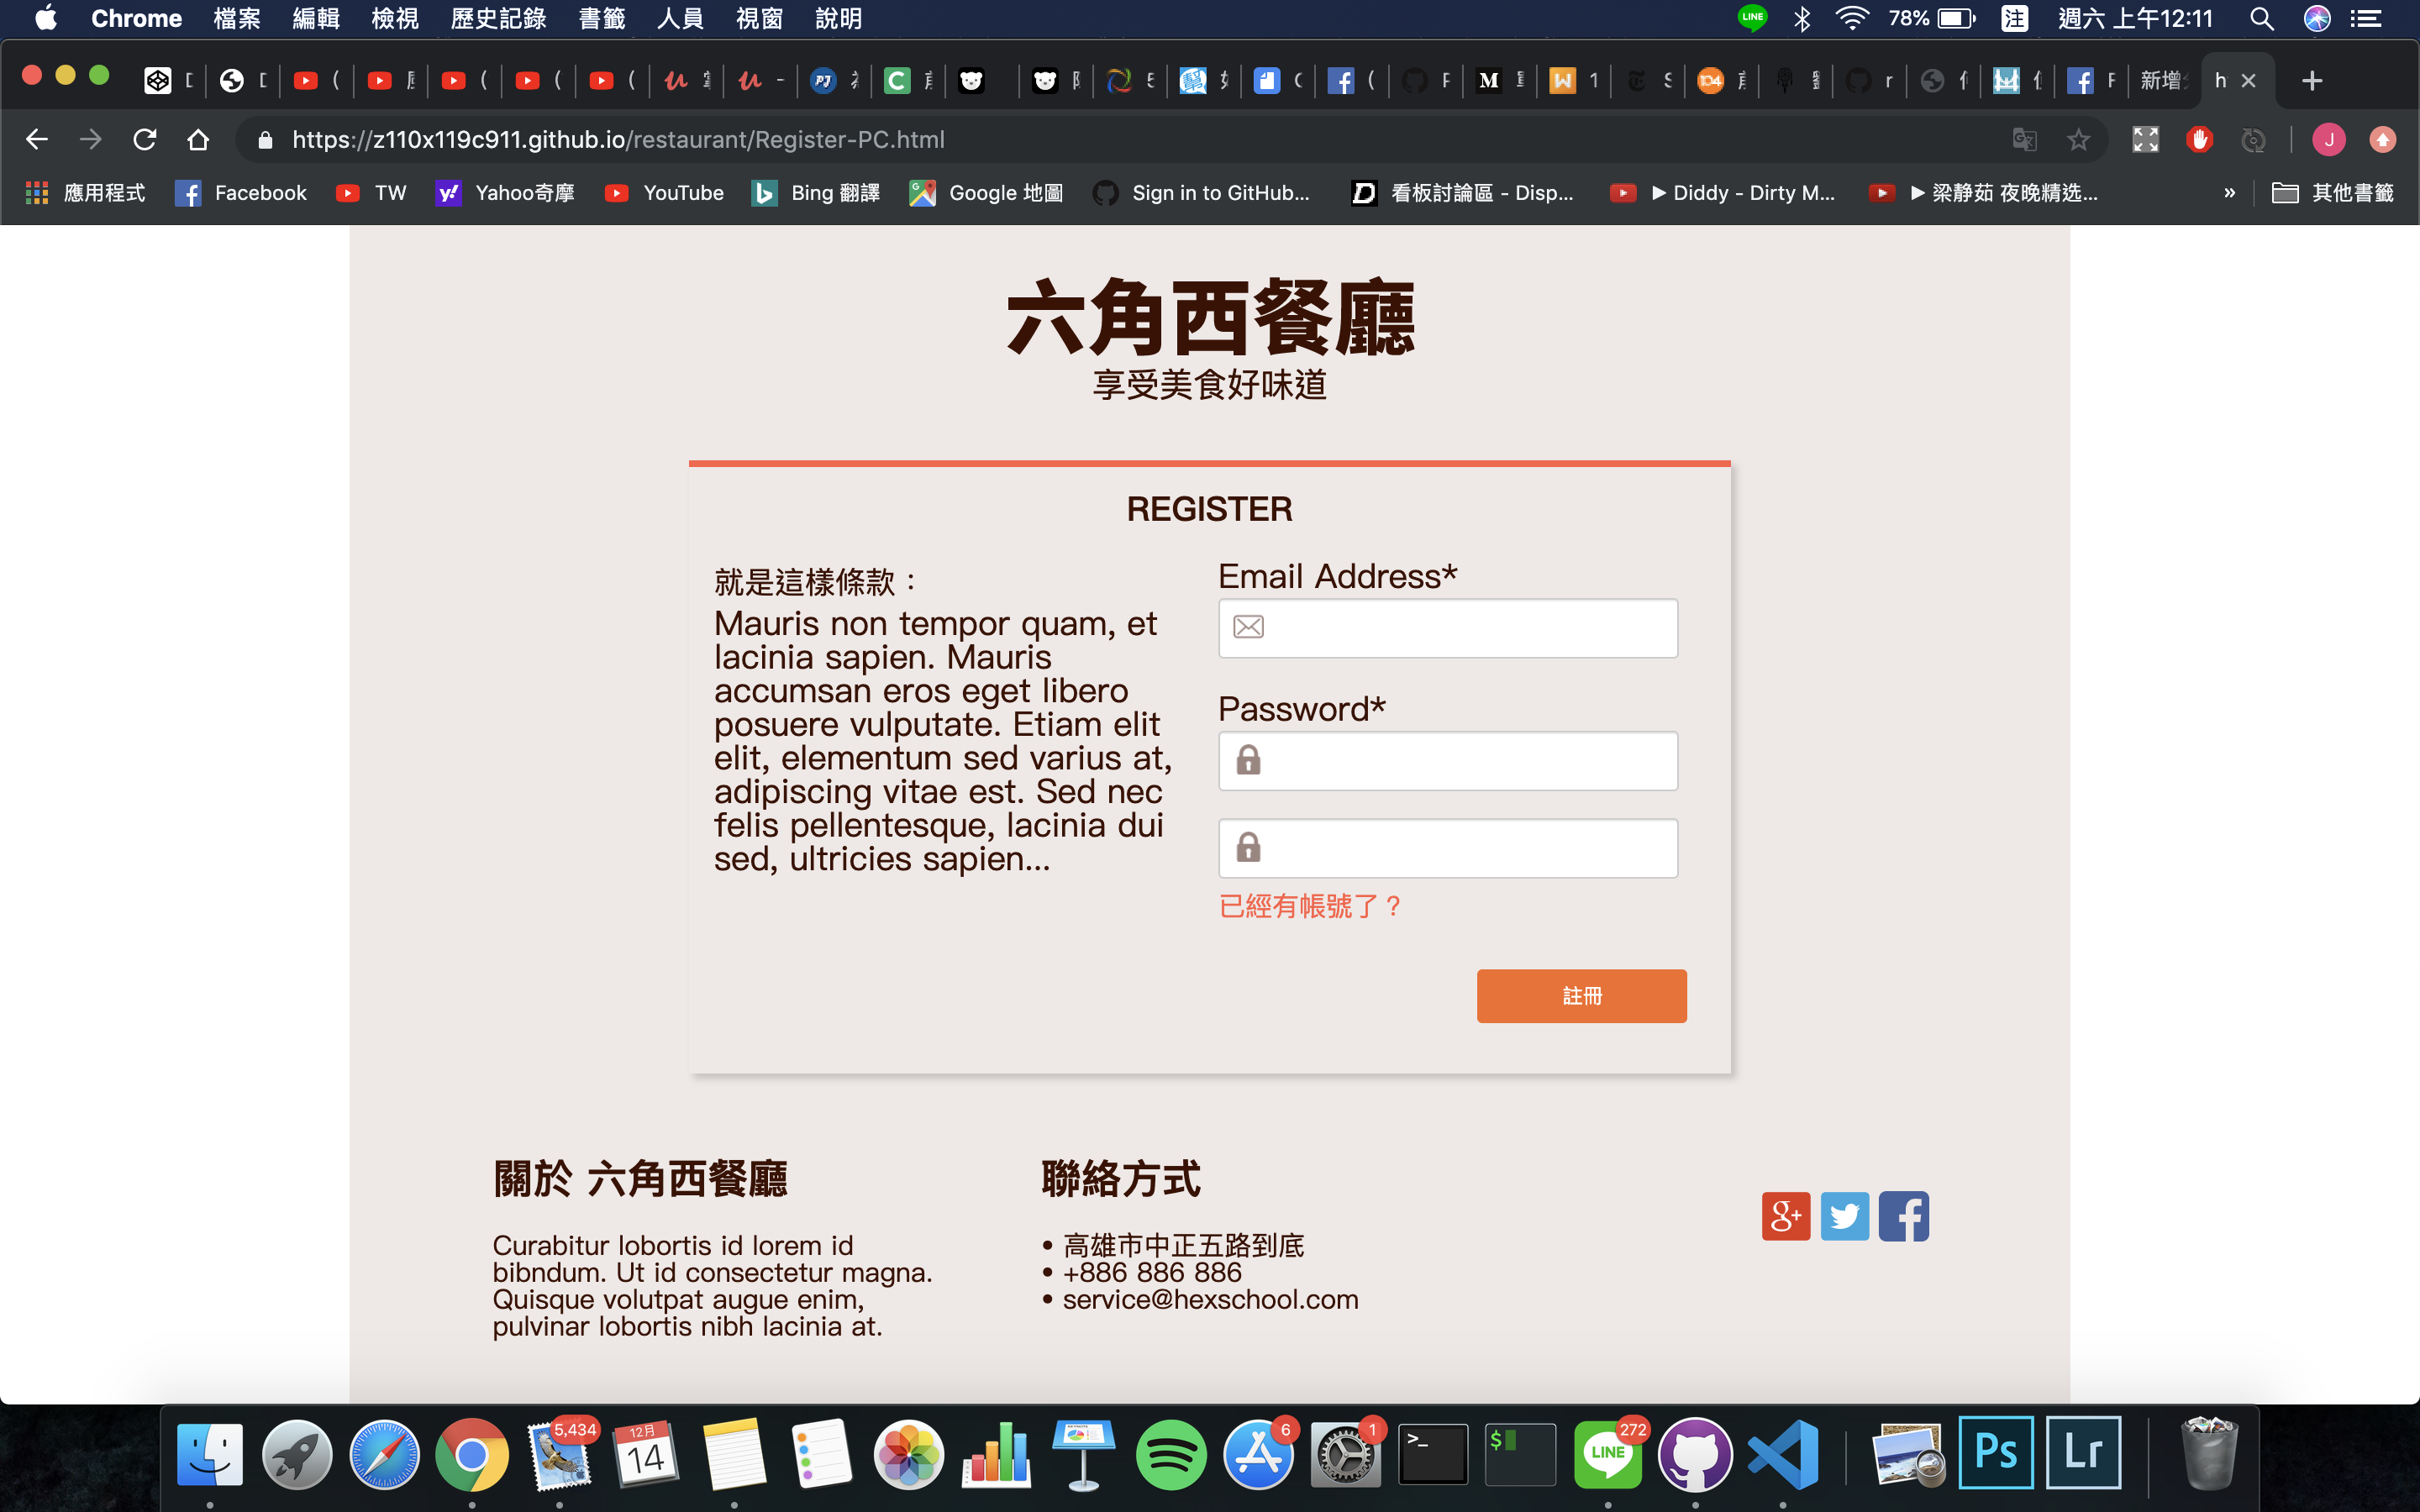 Chrome 檔案 編輯 檢視 歷史記錄 書籤 人員 視窗 說明 LINE 78% 注 週六 上午12:11
新增 h
https://z110x119c911.github.io/restaurant/Register-PC.html J
應用程式 Facebook TW Yahoo奇摩 YouTube Bing 翻譯 Google 地圖 Sign in to GitHub... 看板討論區 - Disp... ▶ Diddy - Dirty M... ▶ 梁静茹 夜晚精选... » 其他書籤
六角西餐廳
享受美食好味道
REGISTER
就是這樣條款：
Mauris non tempor quam, et
lacinia sapien. Mauris
accumsan eros eget libero
posuere vulputate. Etiam elit
elit, elementum sed varius at,
adipiscing vitae est. Sed nec
felis pellentesque, lacinia dui
sed, ultricies sapien...
Email Address*
Password*
已經有帳號了？
註冊
關於 六角西餐廳
Curabitur lobortis id lorem id
bibndum. Ut id consectetur magna.
Quisque volutpat augue enim,
pulvinar lobortis nibh lacinia at.
聯絡方式
• 高雄市中正五路到底
• +886 886 886
• service@hexschool.com
g+ f
5,434 12月 14 6 1 >_ $ LINE 272 Ps Lr